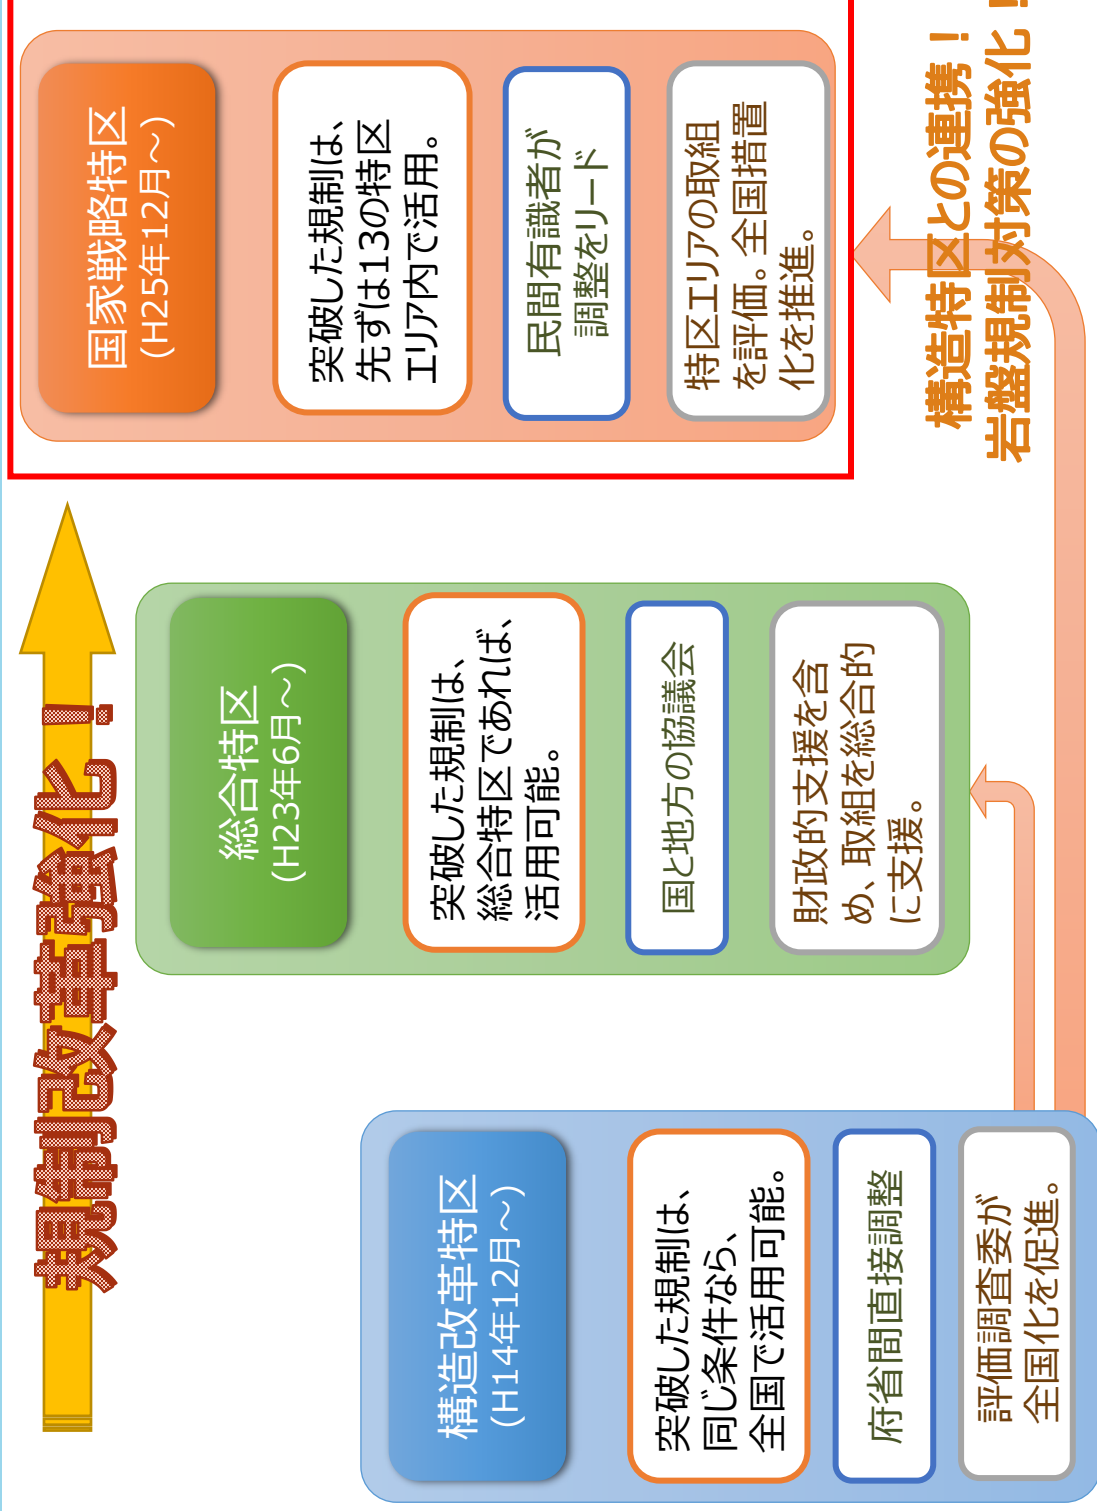 規制改革強化！
構造改革特区
(H14年12月～)
突破した規制は、
同じ条件なら、
全国で活用可能。
府省間直接調整
評価調査委が
全国化を促進。
総合特区
(H23年6月～)
突破した規制は、
総合特区であれば、
活用可能。
国と地方の協議会
財政的支援を含
め、取組を総合的
に支援。
国家戦略特区
(H25年12月～)
突破した規制は、
先ずは13の特区
エリア内で活用。
民間有識者が
調整をリード
特区エリアの取組
を評価。全国措置
化を推進。
構造特区との連携！
岩盤規制対策の強化！